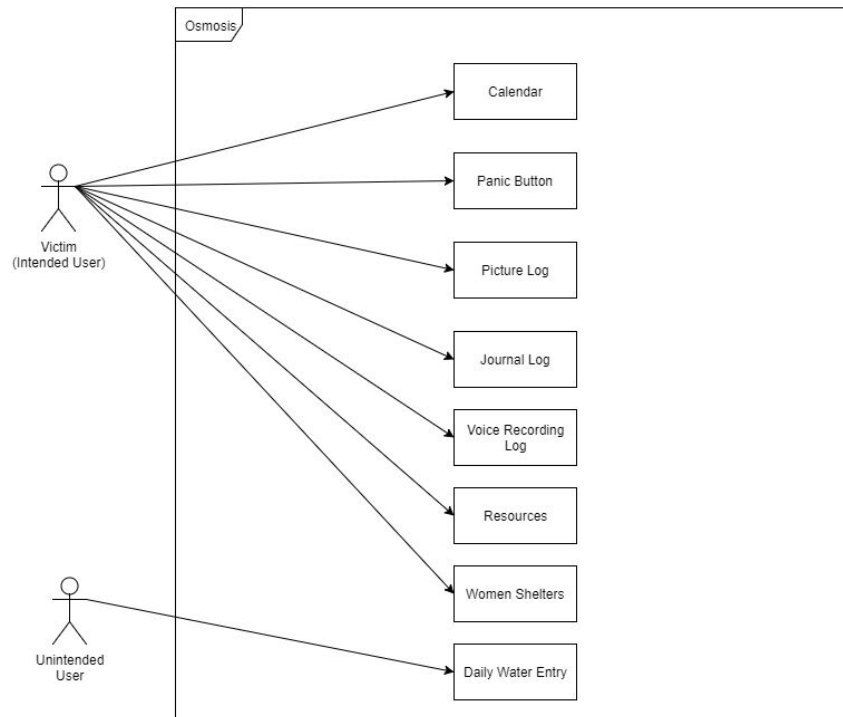 Osmosis
Calendar
Panic Button
Victim
(Intended User)
Picture Log
Journal Log
Voice Recording
Log
Resources
Women Shelters
Unintended
User
Daily Water Entry